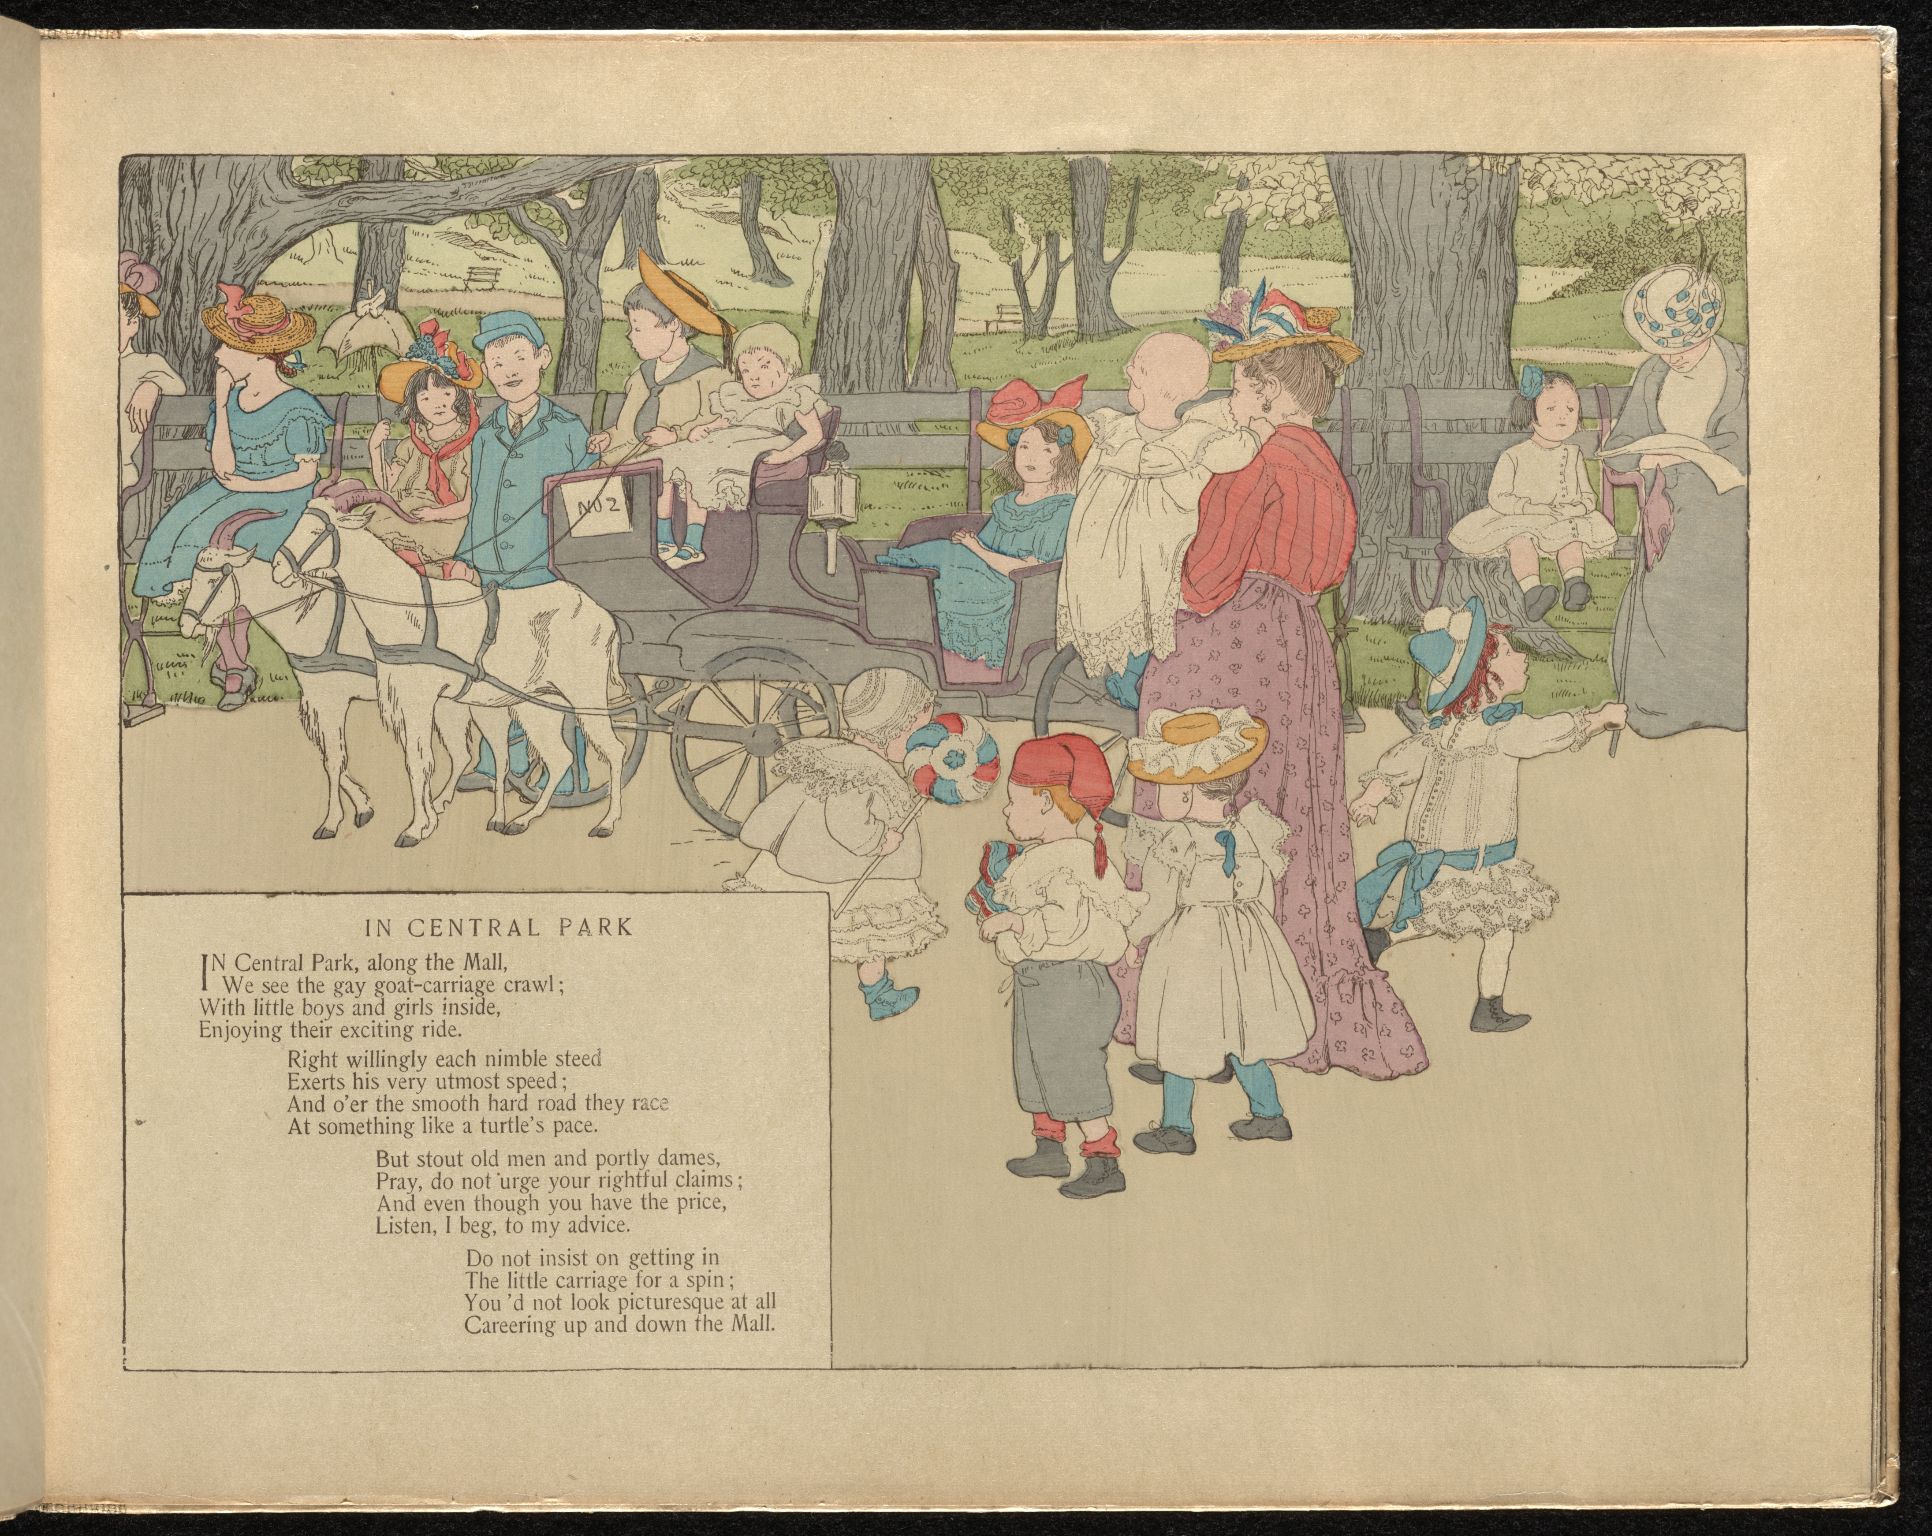 NO 2
IN CENTRAL PARK
IN Central Park, along the Mall,
We see the gay goat-carriage crawl;
With little boys and girls inside,
Enjoying their exciting ride.
Right willingly each nimble steed
Exerts his very utmost speed;
And o'er the smooth hard road they race
At something like a turtle's pace.
But stout old men and portly dames,
Pray, do not urge your rightful claims;
And even though you have the price,
Listen, I beg, to my advice.
Do not insist on getting in
The little carriage for a spin;
You 'd not look picturesque at all
Careering up and down the Mall.